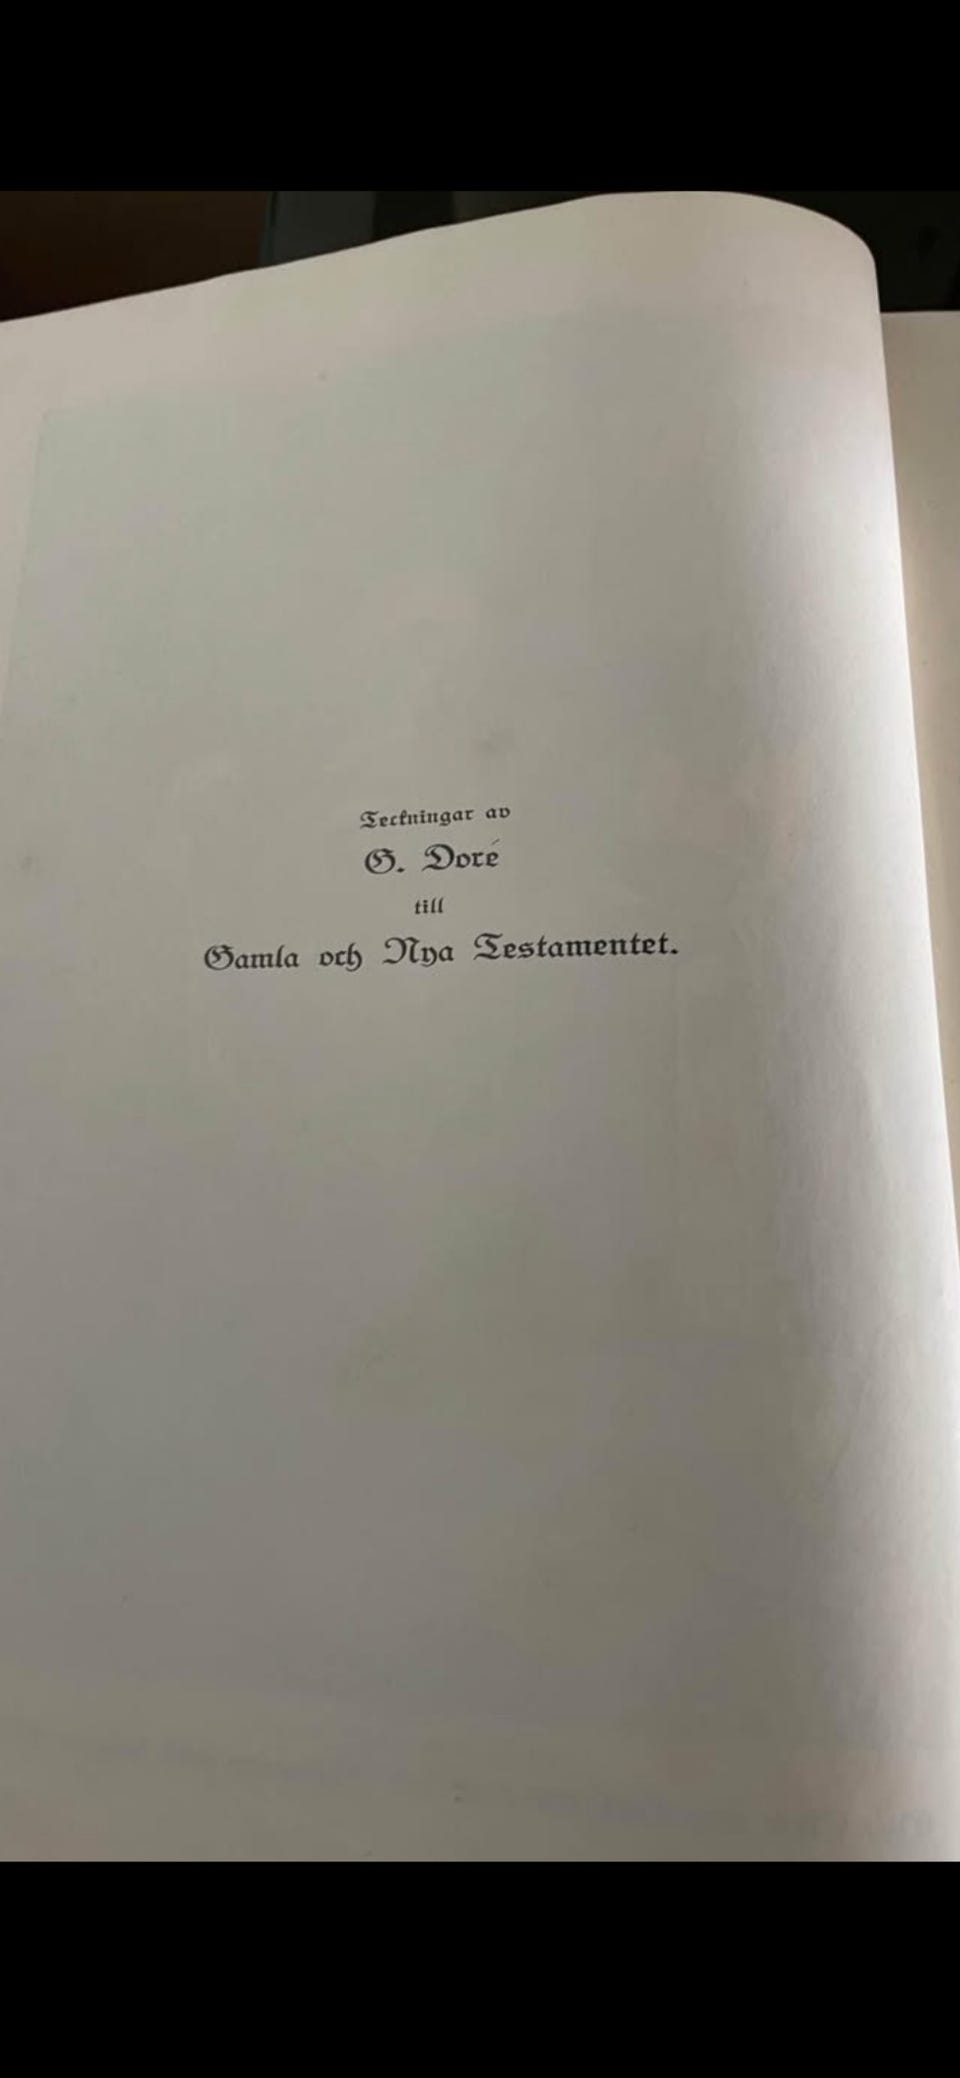 Teckningar av
G. Doré
till
Gamla och Nya Testamentet.